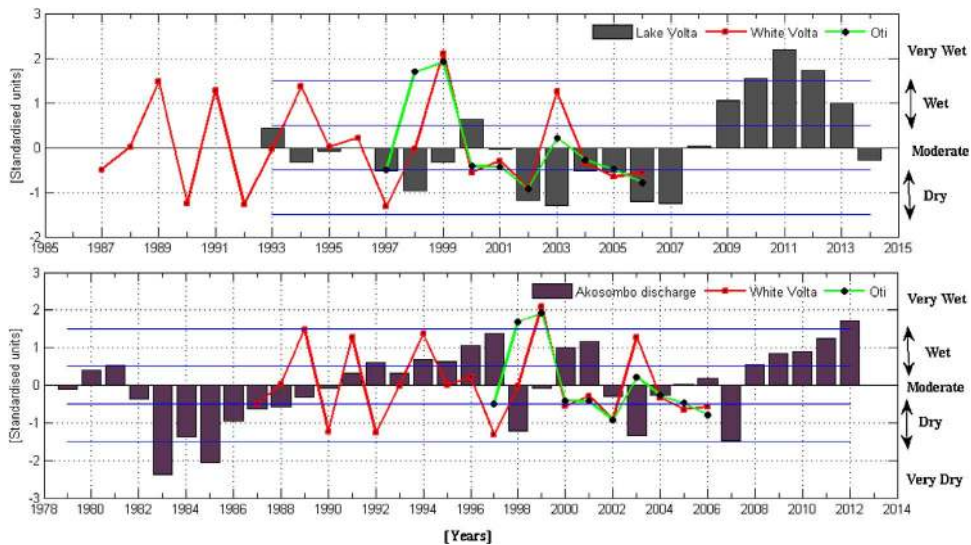 Lake Volta White Volta Oti
Very Wet
Wet
Moderate
Dry
[Standardised units]
3
2
1
0
-1
-2
1985 1987 1989 1991 1993 1995 1997 1999 2001 2003 2005 2007 2009 2011 2013 2015
Akosombo discharge White Volta Oti
Very Wet
Wet
Moderate
Dry
Very Dry
[Standardised units]
3
2
1
0
-1
-2
-3
1978 1980 1982 1984 1986 1988 1990 1992 1994 1996 1998 2000 2002 2004 2006 2008 2010 2012 2014
[Years]